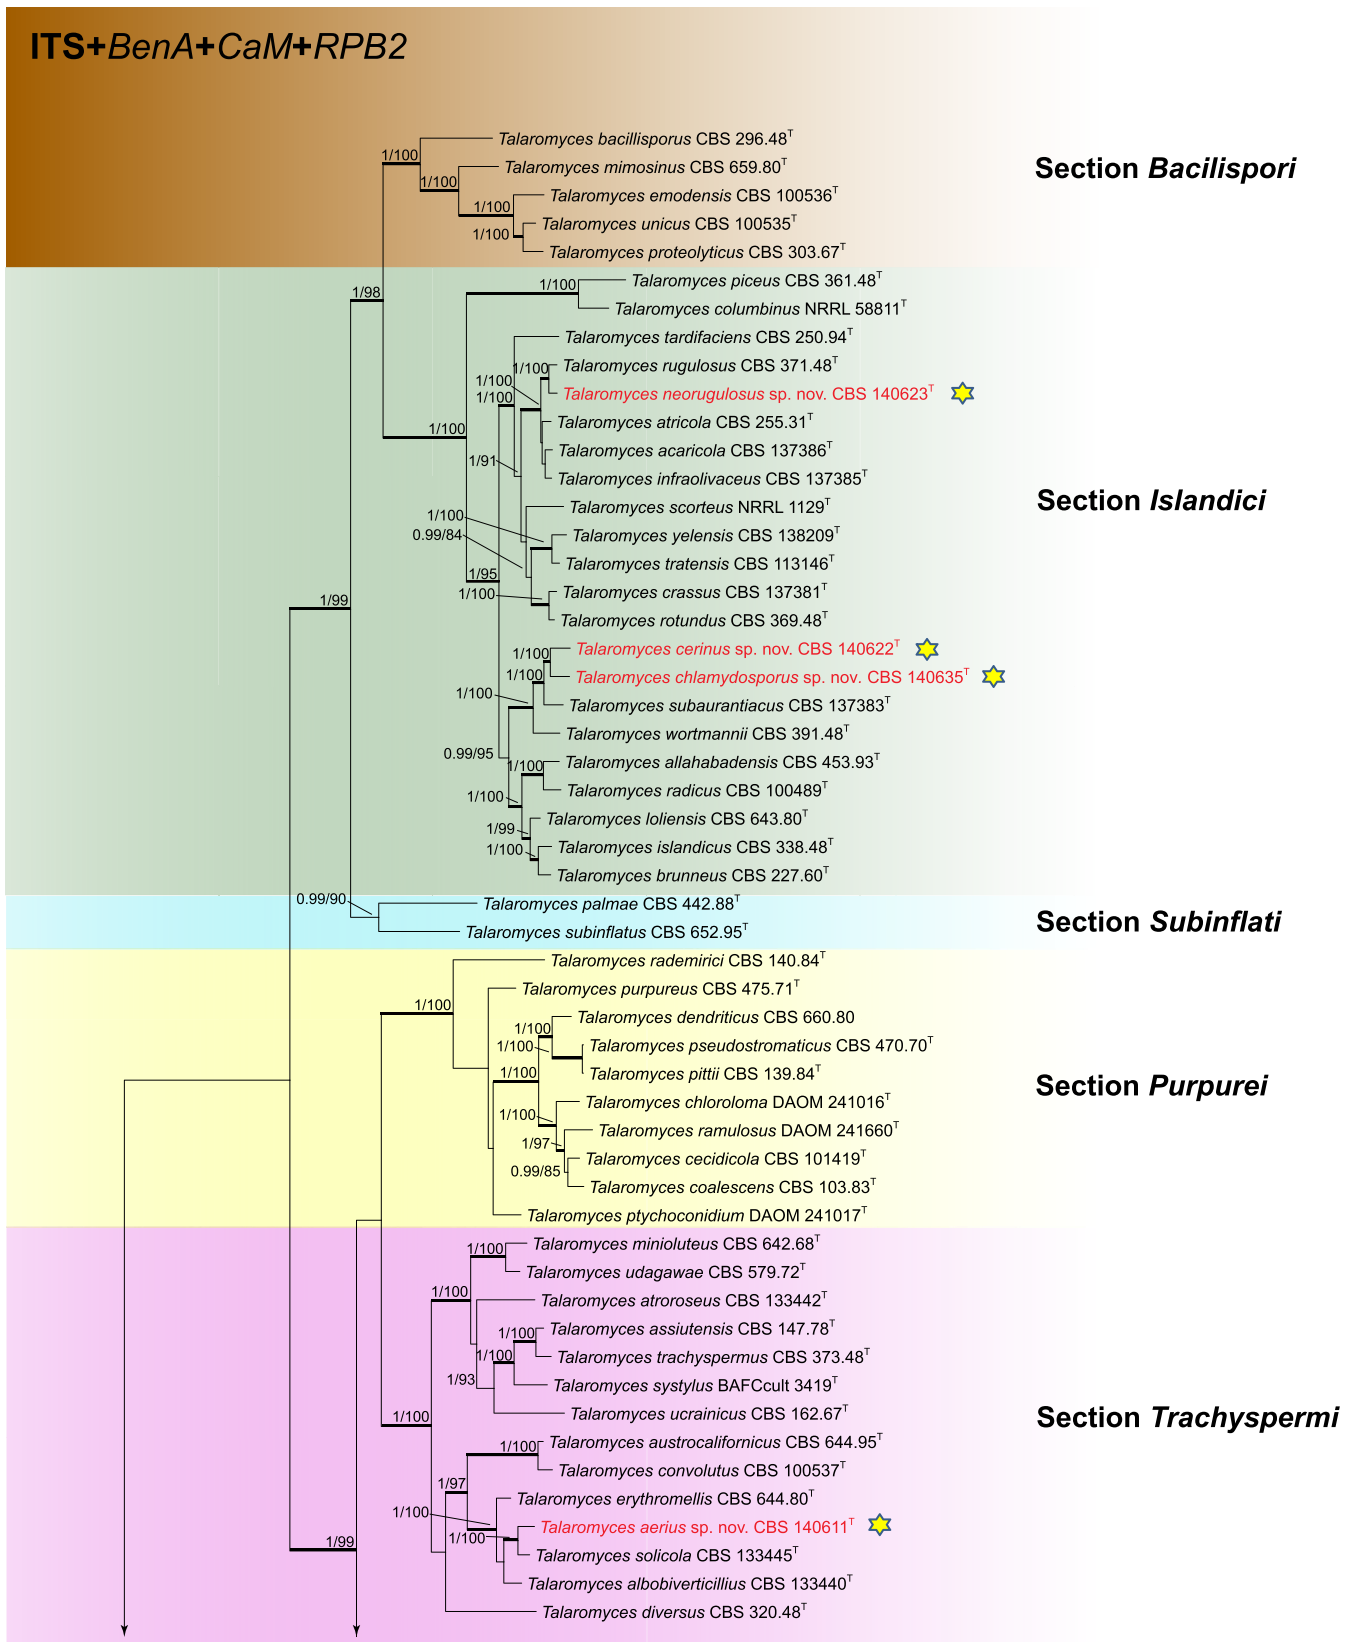 ITS+BenA+CaM+RPB2
Talaromyces bacillisporus CBS 296.48T
1/100
Talaromyces mimosinus CBS 659.80T
Section Bacilispori
1/100
Talaromyces emodensis CBS 100536T
1/100
Talaromyces unicus CBS 100535T
1/100
Talaromyces proteolyticus CBS 303.67T
Talaromyces piceus CBS 361.48T
1/100
1/98
Talaromyces columbinus NRRL 58811T
Talaromyces tardifaciens CBS 250.94T
Talaromyces rugulosus CBS 371.48T
1/100
1/100
Talaromyces neorugulosus sp. nov. CBS 140623T
1/100
Talaromyces atricola CBS 255.31T
1/100
Talaromyces acaricola CBS 137386T
1/91
Talaromyces infraolivaceus CBS 137385T
Section Islandici
Talaromyces scorteus NRRL 1129T
1/100
Talaromyces yelensis CBS 138209T
0.99/84
Talaromyces tratensis CBS 113146T
1/95
Talaromyces crassus CBS 137381T
1/100
1/99
Talaromyces rotundus CBS 369.48T
Talaromyces cerinus sp. nov. CBS 140622T
1/100
Talaromyces chlamydosporus sp. nov. CBS 140635T
1/100
1/100
Talaromyces subaurantiacus CBS 137383T
Talaromyces wortmannii CBS 391.48T
0.99/95
Talaromyces allahabadensis CBS 453.93T
1/100
Talaromyces radicus CBS 100489T
1/100
Talaromyces loliensis CBS 643.80T
1/99
Talaromyces islandicus CBS 338.48T
1/100
Talaromyces brunneus CBS 227.60T
0.99/90
Talaromyces palmae CBS 442.88T
Section Subinflati
Talaromyces subinflatus CBS 652.95T
Talaromyces rademirici CBS 140.84T
Talaromyces purpureus CBS 475.71T
1/100
Talaromyces dendriticus CBS 660.80
1/100
Talaromyces pseudostromaticus CBS 470.70T
1/100
Talaromyces pittii CBS 139.84T
1/100
Section Purpurei
Talaromyces chloroloma DAOM 241016T
1/100
Talaromyces ramulosus DAOM 241660T
1/97
Talaromyces cecidicola CBS 101419T
0.99/85
Talaromyces coalescens CBS 103.83T
Talaromyces ptychoconidium DAOM 241017T
Talaromyces minioluteus CBS 642.68T
1/100
Talaromyces udagawae CBS 579.72T
1/100
Talaromyces atroroseus CBS 133442T
Talaromyces assiutensis CBS 147.78T
1/100
Talaromyces trachyspermus CBS 373.48T
1/100
1/93
Talaromyces systylus BAFCcult 3419T
Talaromyces ucrainicus CBS 162.67T
1/100
Section Trachyspermi
Talaromyces austrocalifornicus CBS 644.95T
1/100
Talaromyces convolutus CBS 100537T
1/97
Talaromyces erythromellis CBS 644.80T
1/100
Talaromyces aerius sp. nov. CBS 140611T
1/100
1/99
Talaromyces solicola CBS 133445T
Talaromyces albobiverticillius CBS 133440T
Talaromyces diversus CBS 320.48T